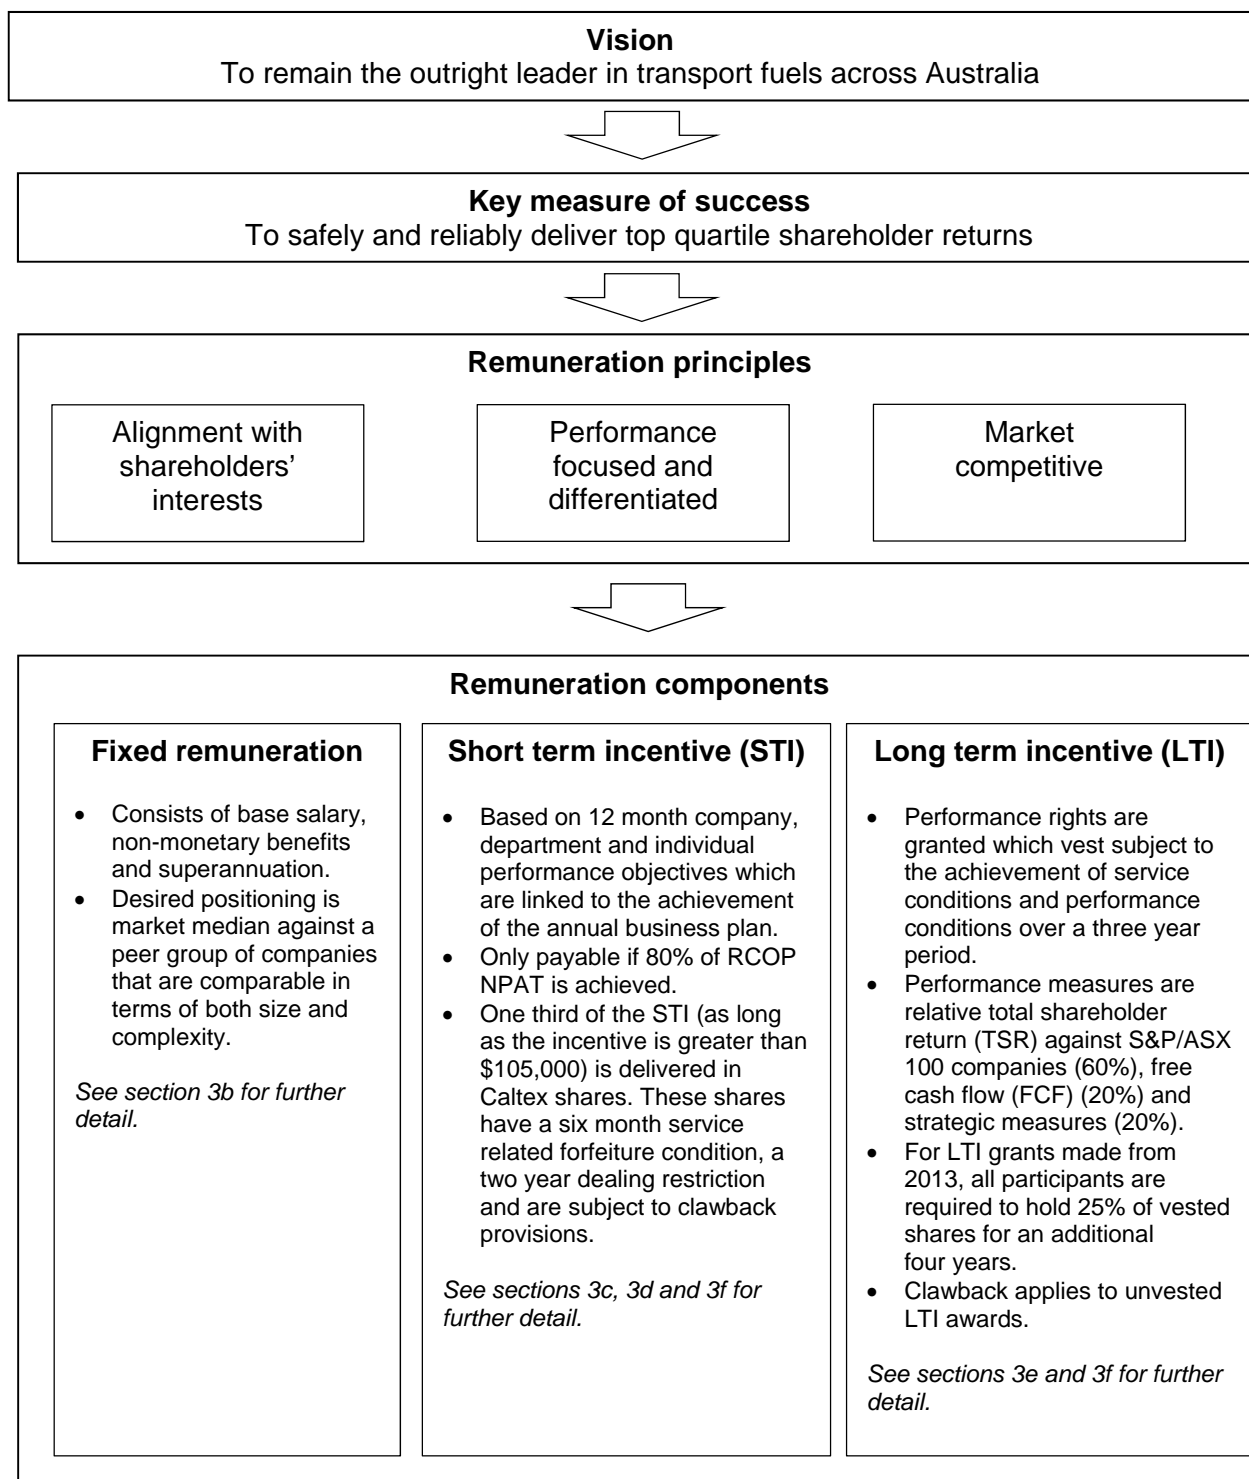 Vision
To remain the outright leader in transport fuels across Australia
Key measure of success
To safely and reliably deliver top quartile shareholder returns
Remuneration principles
Alignment with
shareholders’
interests
Performance
focused and
differentiated
Market
competitive
Remuneration components
Fixed remuneration
• Consists of base salary,
non-monetary benefits
and superannuation.
• Desired positioning is
market median against a
peer group of companies
that are comparable in
terms of both size and
complexity.
See section 3b for further
detail.
Short term incentive (STI)
• Based on 12 month company,
department and individual
performance objectives which
are linked to the achievement
of the annual business plan.
• Only payable if 80% of RCOP
NPAT is achieved.
• One third of the STI (as long
as the incentive is greater than
$105,000) is delivered in
Caltex shares. These shares
have a six month service
related forfeiture condition, a
two year dealing restriction
and are subject to clawback
provisions.
See sections 3c, 3d and 3f for
further detail.
Long term incentive (LTI)
• Performance rights are
granted which vest subject to
the achievement of service
conditions and performance
conditions over a three year
period.
• Performance measures are
relative total shareholder
return (TSR) against S&P/ASX
100 companies (60%), free
cash flow (FCF) (20%) and
strategic measures (20%).
• For LTI grants made from
2013, all participants are
required to hold 25% of vested
shares for an additional
four years.
• Clawback applies to unvested
LTI awards.
See sections 3e and 3f for further
detail.